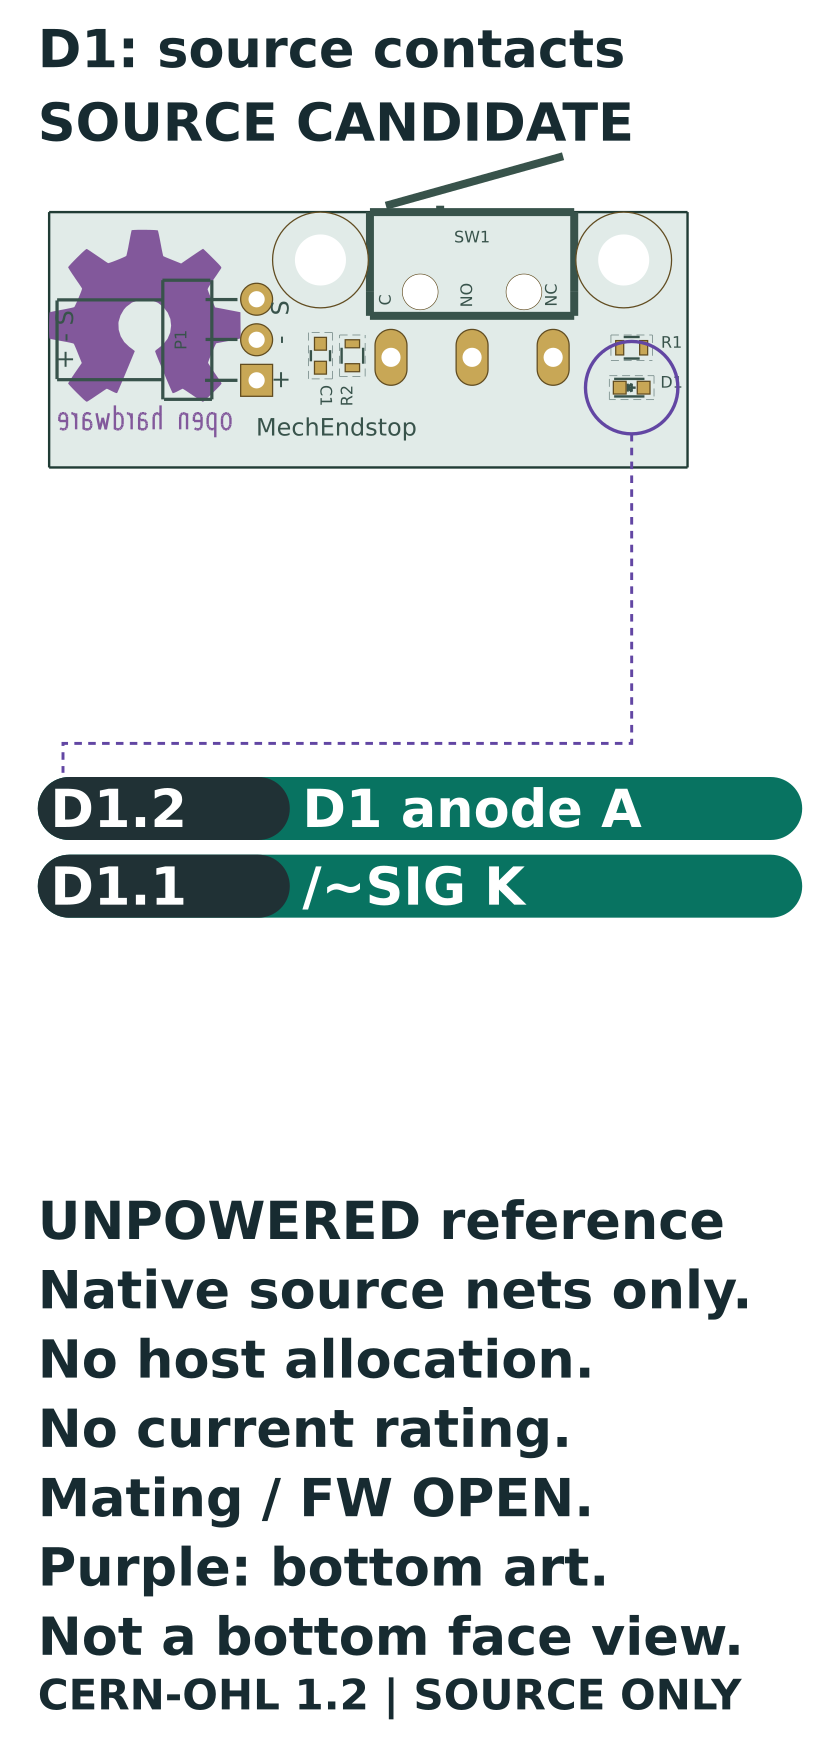 D1: source contacts
SOURCE CANDIDATE
SW1
C
NO
NC
S
-
+
P1
S
-
+
C1
R2
R1
D1
open hardware
MechEndstop
D1.2 D1 anode A
D1.1 /~SIG K
UNPOWERED reference
Native source nets only.
No host allocation.
No current rating.
Mating / FW OPEN.
Purple: bottom art.
Not a bottom face view.
CERN-OHL 1.2 | SOURCE ONLY